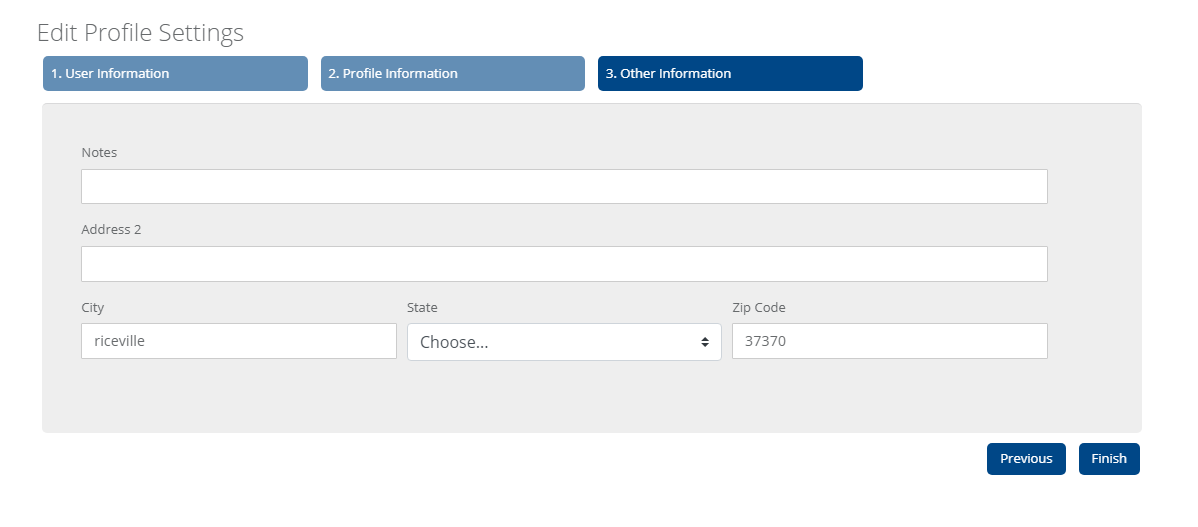 Edit Profile Settings
1. User Information 2. Profile Information 3. Other Information
Notes
Address 2
City State Zip Code
riceville Choose... 37370
Previous Finish